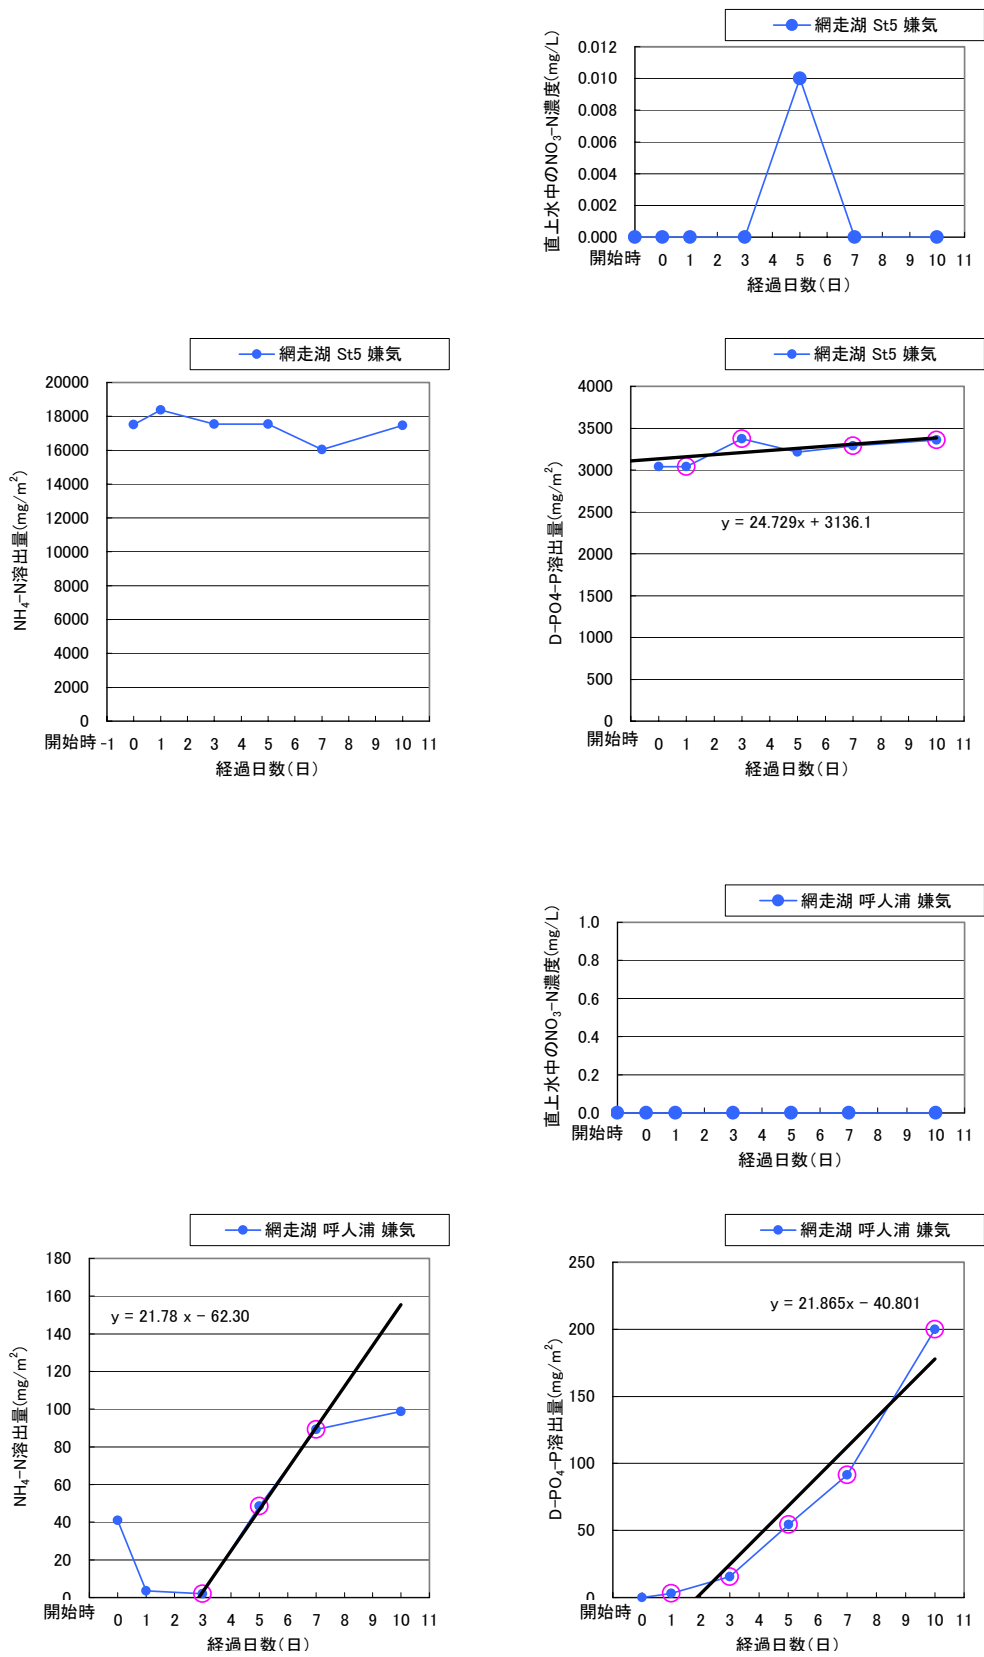 網走湖 St5 嫌気
直上水中のNO₃-N濃度(mg/L)
0.012
0.010
0.008
0.006
0.004
0.002
0.000
開始時 0 1 2 3 4 5 6 7 8 9 10 11
経過日数(日)
網走湖 St5 嫌気
NH₄-N溶出量(mg/m²)
20000
18000
16000
14000
12000
10000
8000
6000
4000
2000
0
開始時 -1 0 1 2 3 4 5 6 7 8 9 10 11
経過日数(日)
網走湖 St5 嫌気
D-PO4-P溶出量(mg/m²)
4000
3500
3000
2500
2000
1500
1000
500
0
y = 24.729x + 3136.1
開始時 0 1 2 3 4 5 6 7 8 9 10 11
経過日数(日)
網走湖 呼人浦 嫌気
直上水中のNO₃-N濃度(mg/L)
1.0
0.8
0.6
0.4
0.2
0.0
開始時 0 1 2 3 4 5 6 7 8 9 10 11
経過日数(日)
網走湖 呼人浦 嫌気
NH₄-N溶出量(mg/m²)
180
160
140
120
100
80
60
40
20
0
y = 21.78 x - 62.30
開始時 0 1 2 3 4 5 6 7 8 9 10 11
経過日数(日)
網走湖 呼人浦 嫌気
D-PO₄-P溶出量(mg/m²)
250
200
150
100
50
0
y = 21.865x - 40.801
開始時 0 1 2 3 4 5 6 7 8 9 10 11
経過日数(日)